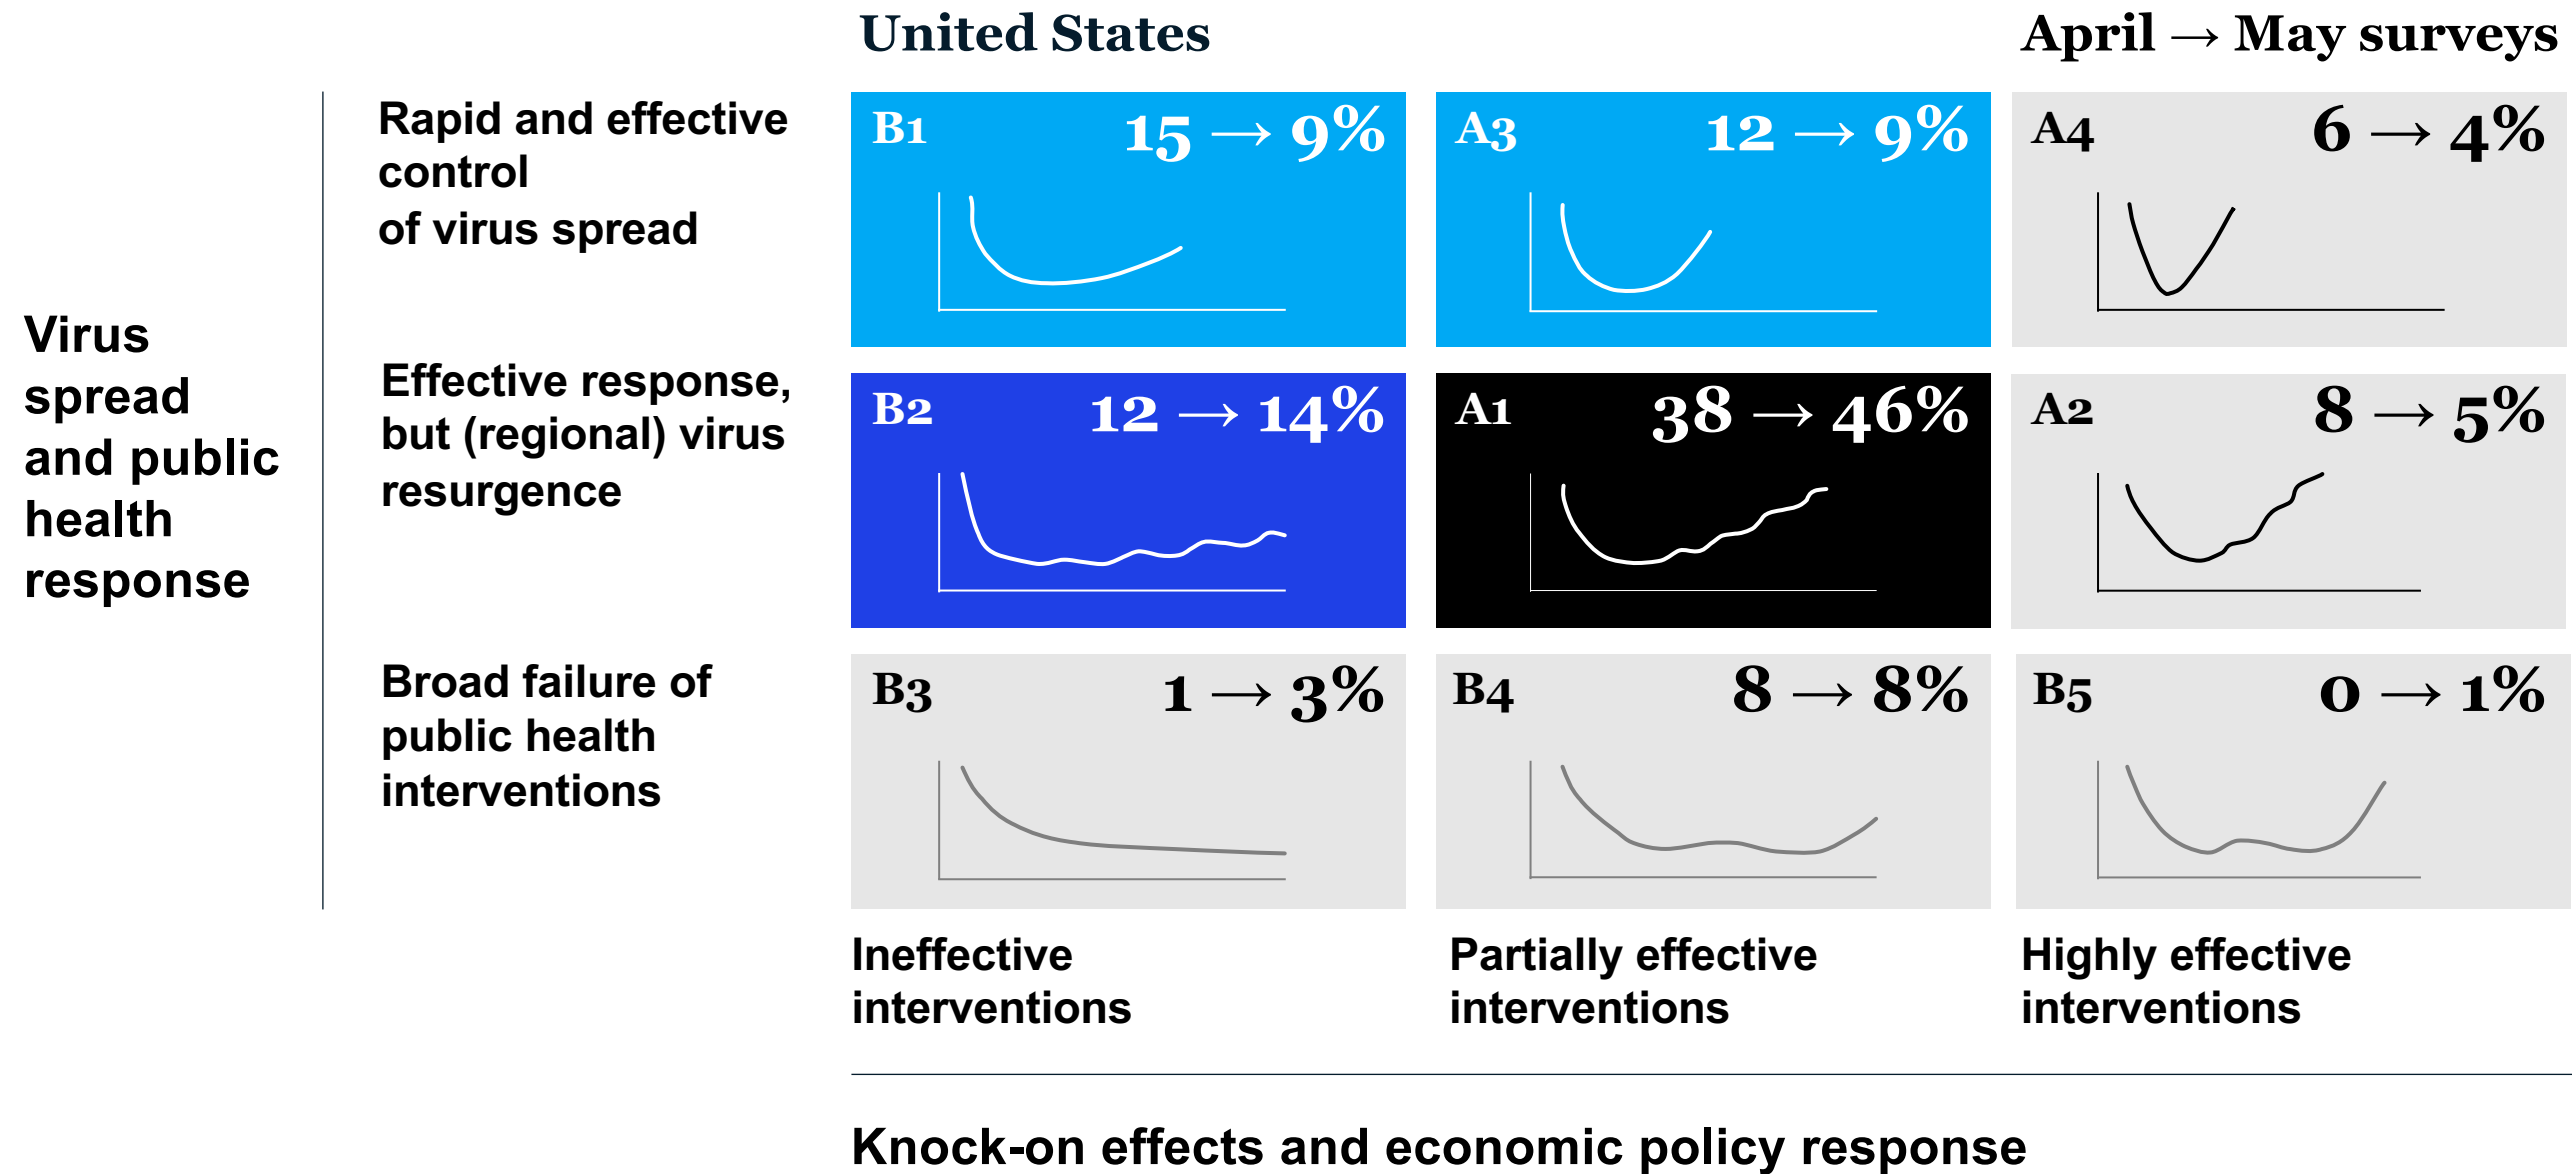 United States
April → May surveys
Virus
spread
and public
health
response
Rapid and effective
control
of virus spread
B1 15 → 9%
A3 12 → 9%
A4 6 → 4%
Effective response,
but (regional) virus
resurgence
B2 12 → 14%
A1 38 → 46%
A2 8 → 5%
Broad failure of
public health
interventions
B3 1 → 3%
B4 8 → 8%
B5 0 → 1%
Ineffective
interventions
Partially effective
interventions
Highly effective
interventions
Knock-on effects and economic policy response